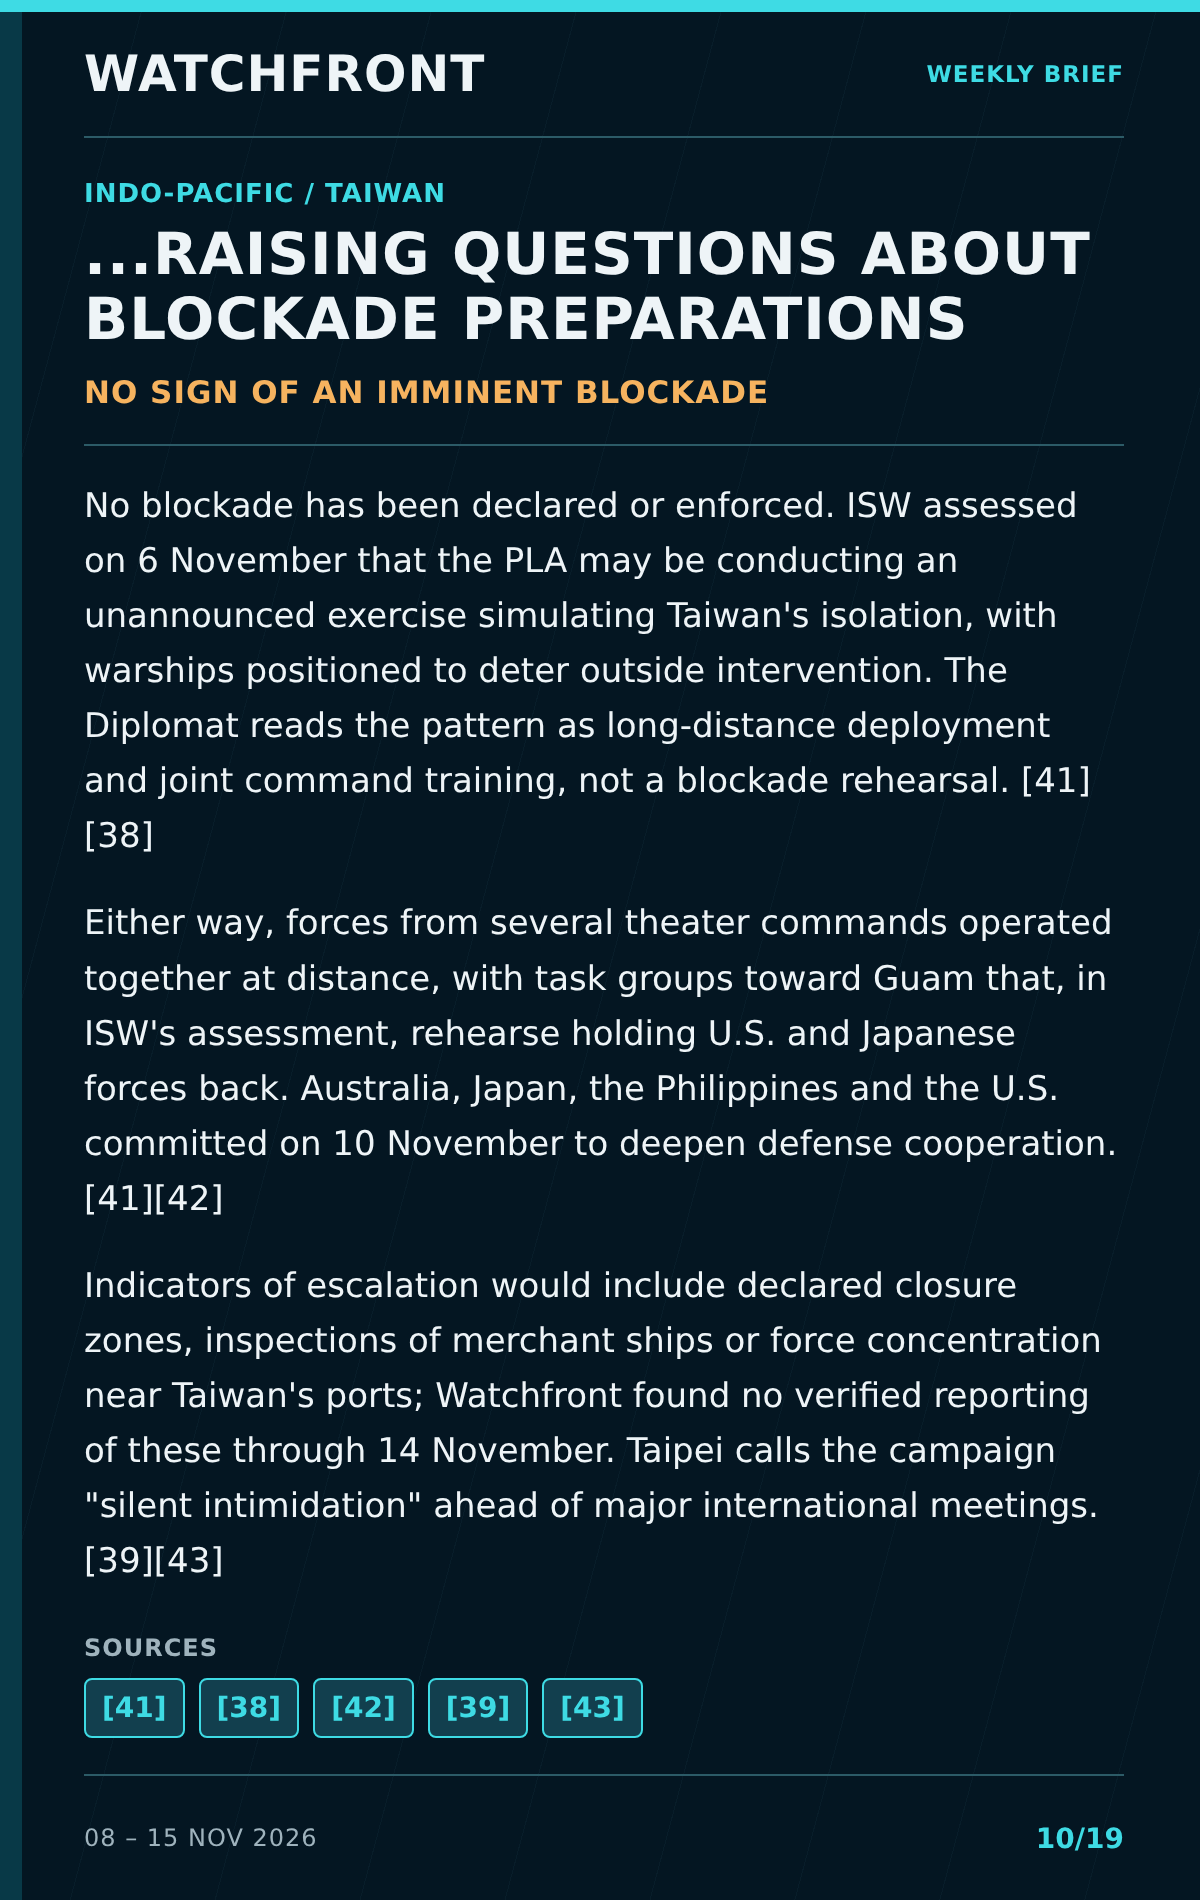 WATCHFRONT
WEEKLY BRIEF
INDO-PACIFIC / TAIWAN
...RAISING QUESTIONS ABOUT
BLOCKADE PREPARATIONS
NO SIGN OF AN IMMINENT BLOCKADE
No blockade has been declared or enforced. ISW assessed
on 6 November that the PLA may be conducting an
unannounced exercise simulating Taiwan's isolation, with
warships positioned to deter outside intervention. The
Diplomat reads the pattern as long-distance deployment
and joint command training, not a blockade rehearsal. [41]
[38]
Either way, forces from several theater commands operated
together at distance, with task groups toward Guam that, in
ISW's assessment, rehearse holding U.S. and Japanese
forces back. Australia, Japan, the Philippines and the U.S.
committed on 10 November to deepen defense cooperation.
[41][42]
Indicators of escalation would include declared closure
zones, inspections of merchant ships or force concentration
near Taiwan's ports; Watchfront found no verified reporting
of these through 14 November. Taipei calls the campaign
"silent intimidation" ahead of major international meetings.
[39][43]
SOURCES
[41] [38] [42] [39] [43]
08 – 15 NOV 2026
10/19